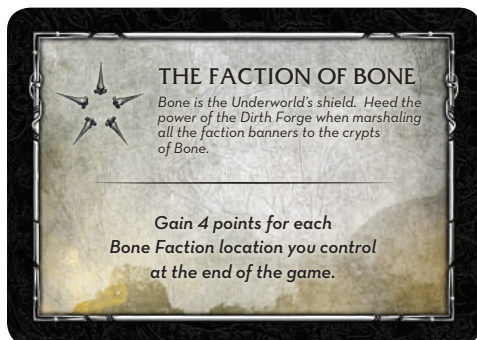 THE FACTION OF BONE
Bone is the Underworld's shield. Heed the
power of the Dirth Forge when marshaling
all the faction banners to the crypts
of Bone.
Gain 4 points for each
Bone Faction location you control
at the end of the game.